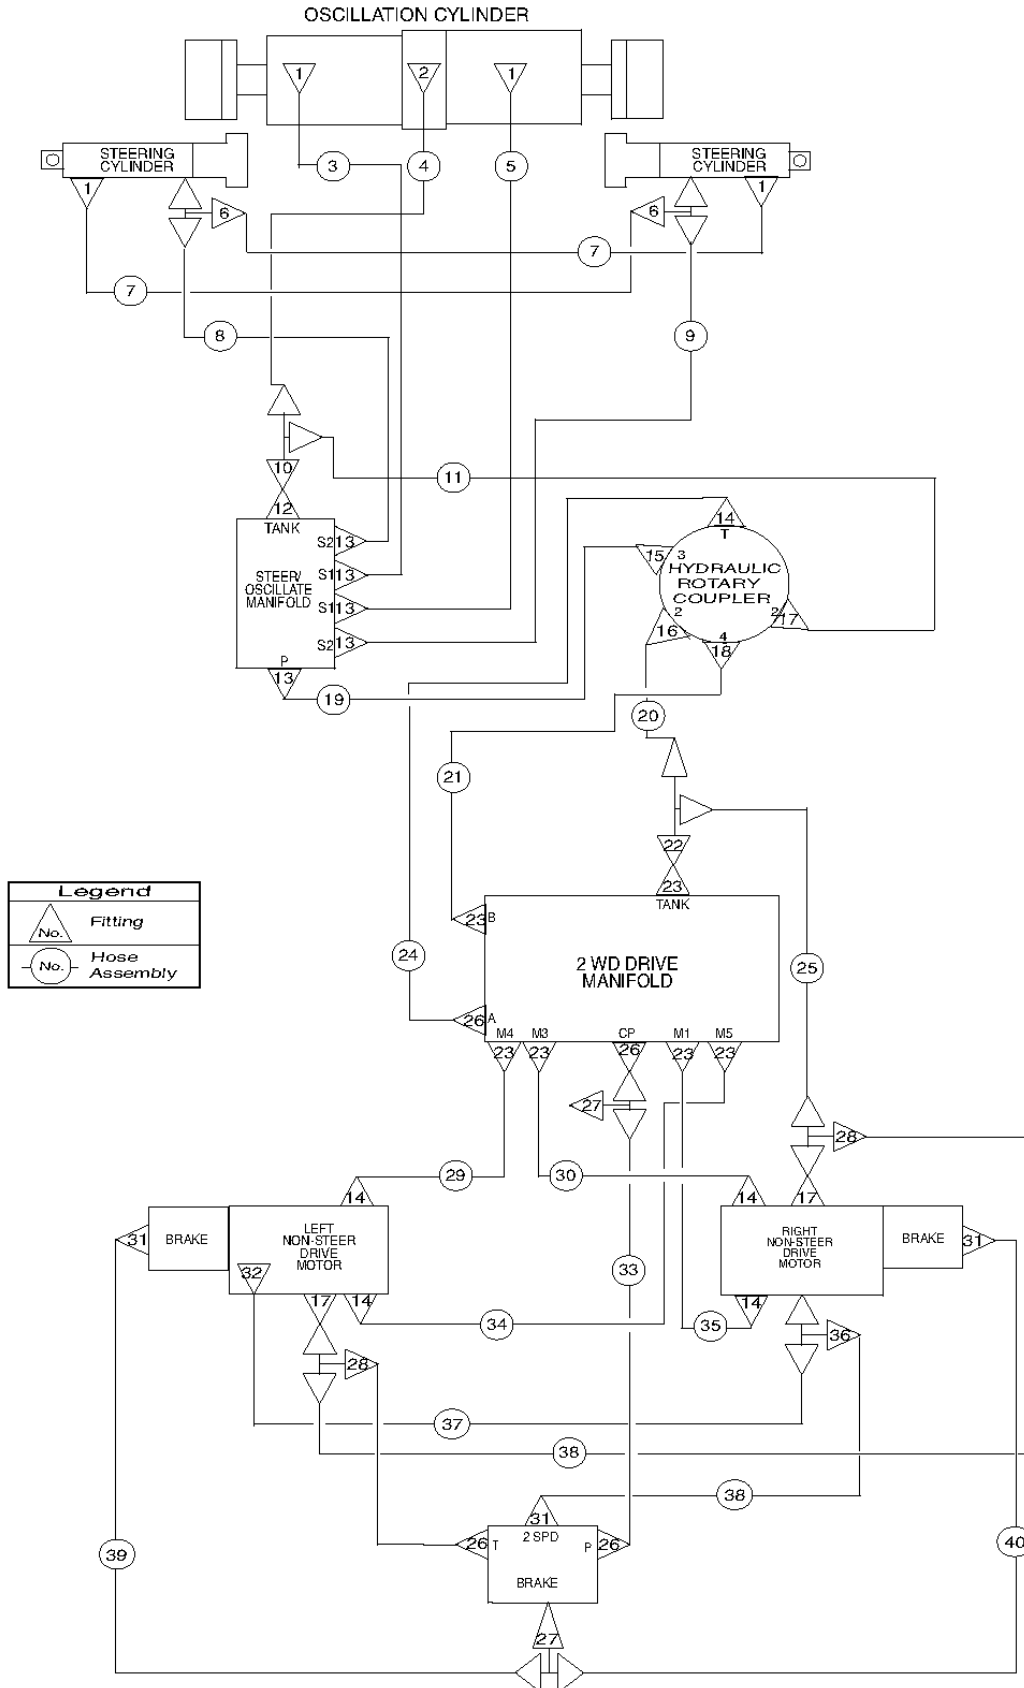 OSCILLATION CYLINDER
1
2
1
STEERING
CYLINDER
3
4
5
STEERING
CYLINDER
1
6
6
1
7
7
8
9
10
11
12
TANK
14
T
S2 13
15
3
STEER/
OSCILLATE
MANIFOLD
S1 13
HYDRAULIC
ROTARY
COUPLER
S1 13
2
2
17
16
S2 13
4
18
P
13
19
20
21
22
23
TANK
Legend
No.
Fitting
No.
Hose
Assembly
23
B
24
2 WD DRIVE
MANIFOLD
25
26
A
M4
M3
CP
M1
M5
23
23
26
23
23
27
28
29
30
14
14
17
31
BRAKE
LEFT
NON-STEER
DRIVE
MOTOR
RIGHT
NON-STEER
DRIVE
MOTOR
BRAKE
31
32
33
17
14
14
34
35
36
28
37
38
38
31
26
T
2 SPD
P
26
39
BRAKE
40
27